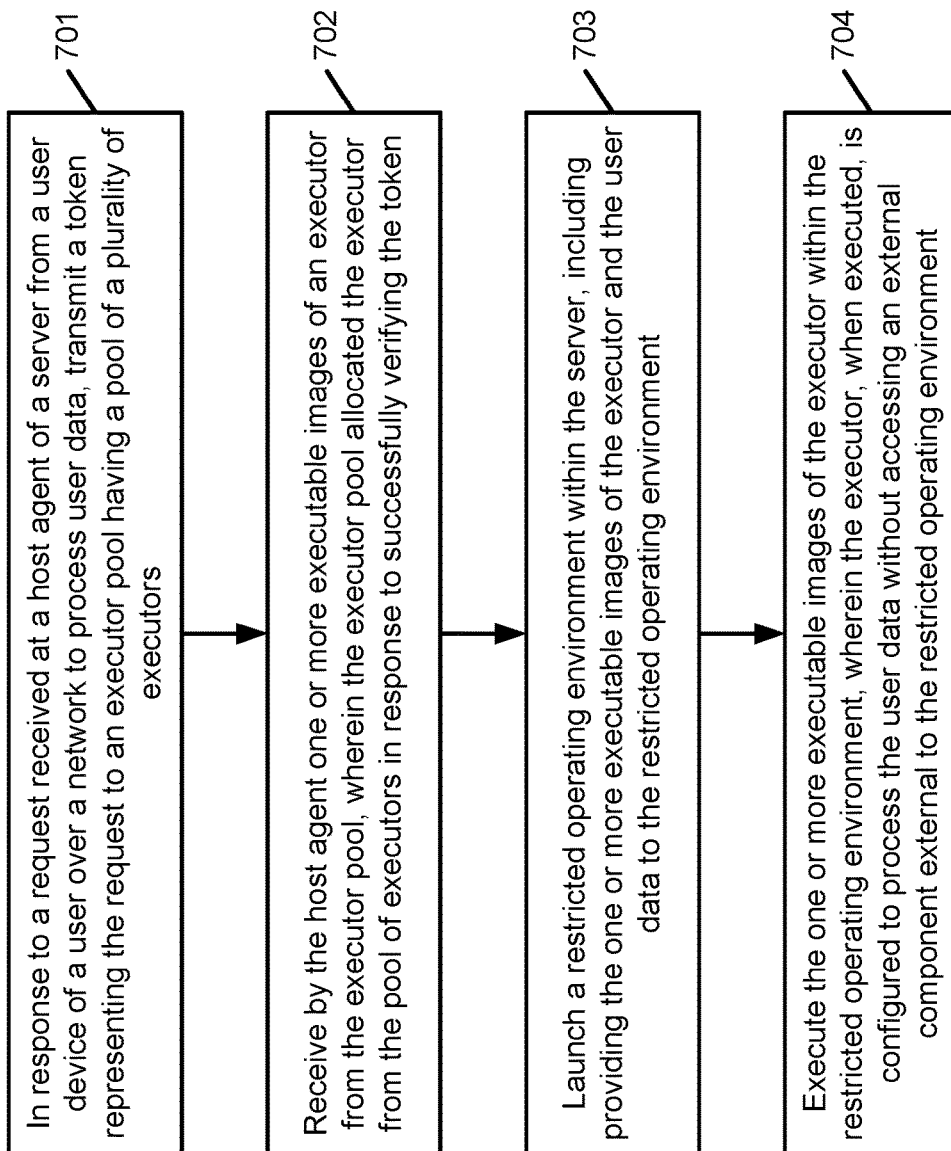 In response to a request received at a host agent of a server from a user
device of a user over a network to process user data, transmit a token
representing the request to an executor pool having a pool of a plurality of
executors
701
Receive by the host agent one or more executable images of an executor
from the executor pool, wherein the executor pool allocated the executor
from the pool of executors in response to successfully verifying the token
702
Launch a restricted operating environment within the server, including
providing the one or more executable images of the executor and the user
data to the restricted operating environment
703
Execute the one or more executable images of the executor within the
restricted operating environment, wherein the executor, when executed, is
configured to process the user data without accessing an external
component external to the restricted operating environment
704